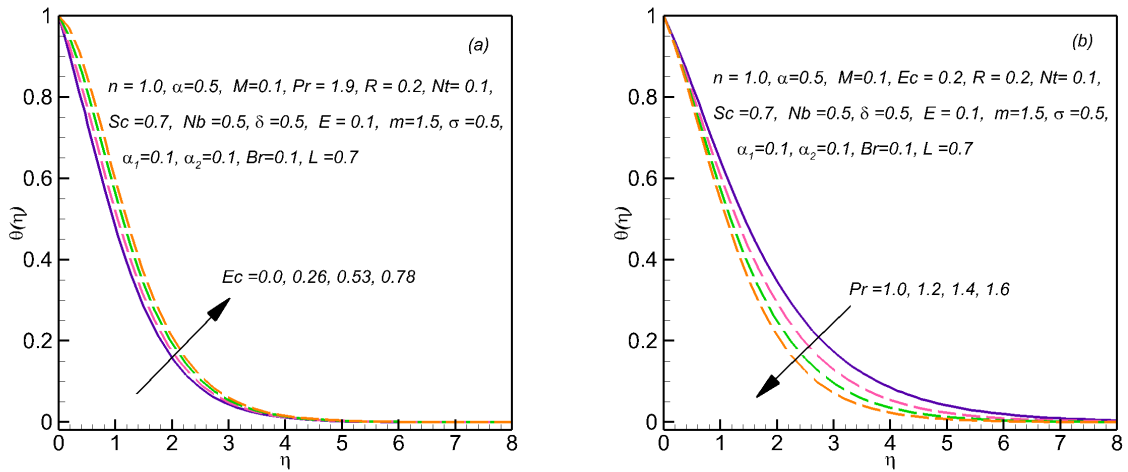 (a)
n = 1.0, α=0.5, M=0.1, Pr = 1.9, R = 0.2, Nt= 0.1,
Sc =0.7, Nb =0.5, δ =0.5, E = 0.1, m=1.5, σ =0.5,
α₁=0.1, α₂=0.1, Br=0.1, L =0.7
Ec =0.0, 0.26, 0.53, 0.78
θ(η)
1
0.8
0.6
0.4
0.2
0
0 1 2 3 4 5 6 7 8
η
(b)
n = 1.0, α=0.5, M=0.1, Ec = 0.2, R = 0.2, Nt= 0.1,
Sc =0.7, Nb =0.5, δ =0.5, E = 0.1, m=1.5, σ =0.5,
α₁=0.1, α₂=0.1, Br=0.1, L =0.7
Pr =1.0, 1.2, 1.4, 1.6
θ(η)
1
0.8
0.6
0.4
0.2
0
0 1 2 3 4 5 6 7 8
η